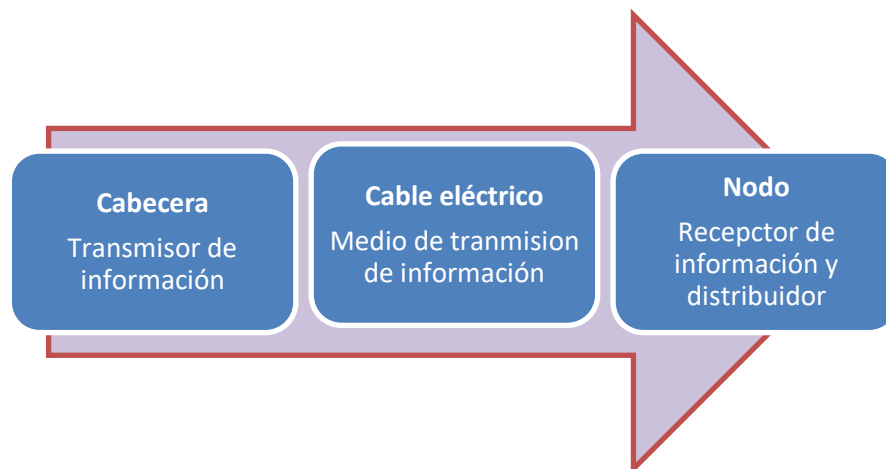 Cabecera
Transmisor de
información
Cable eléctrico
Medio de tranmision
de información
Nodo
Recepctor de
información y
distribuidor